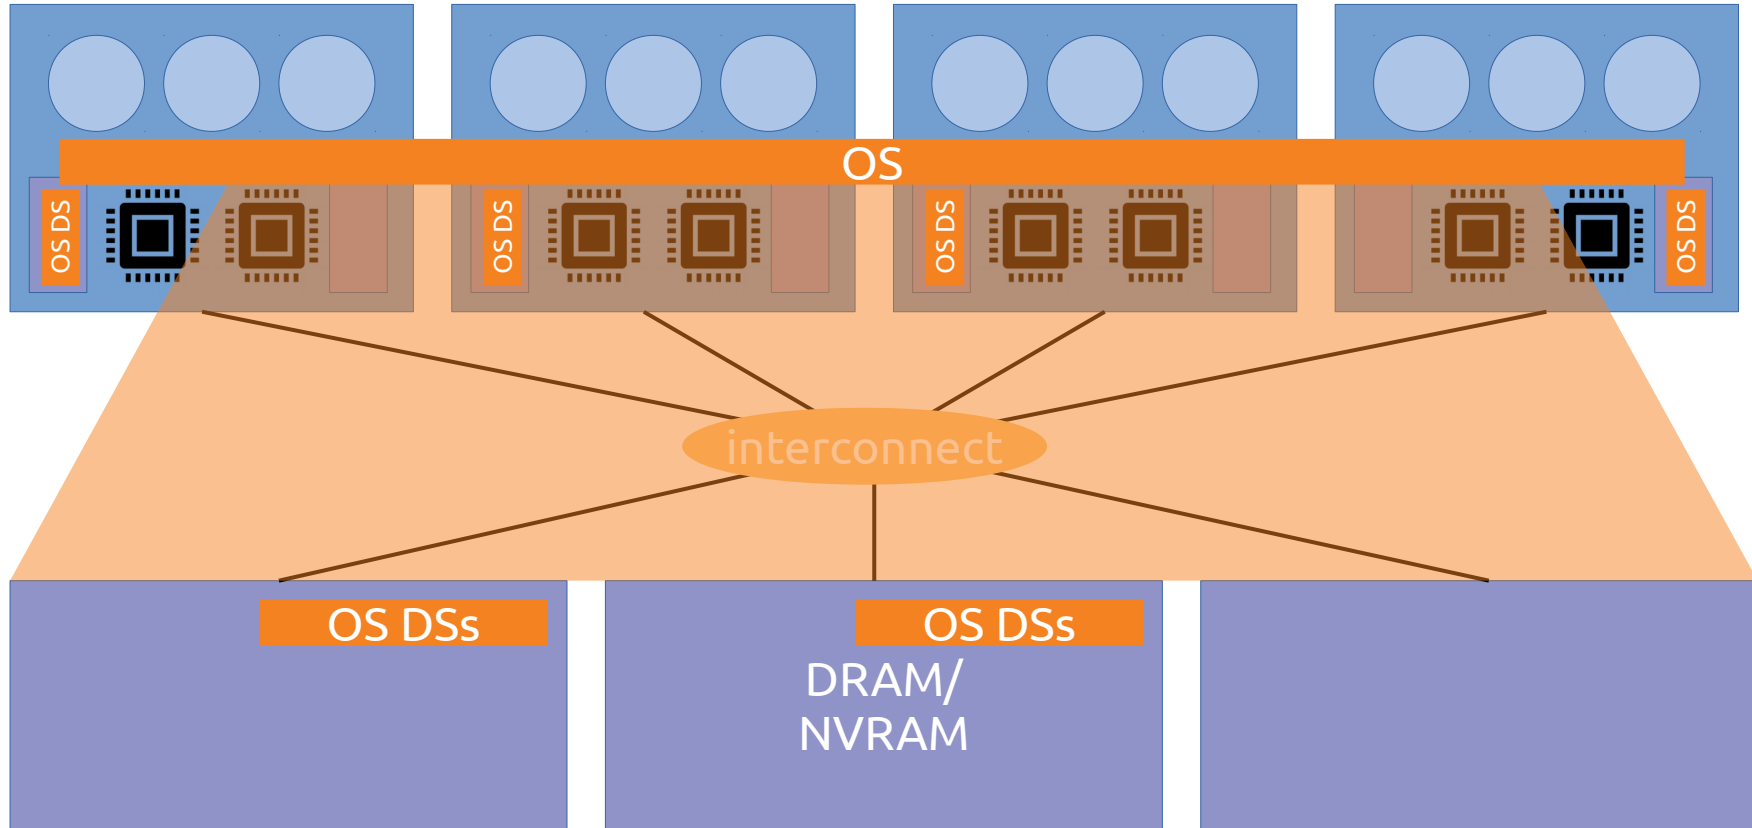 OS
OS DS
OS DS
OS DS
OS DS
interconnect
OS DSs
OS DSs
DRAM/
NVRAM